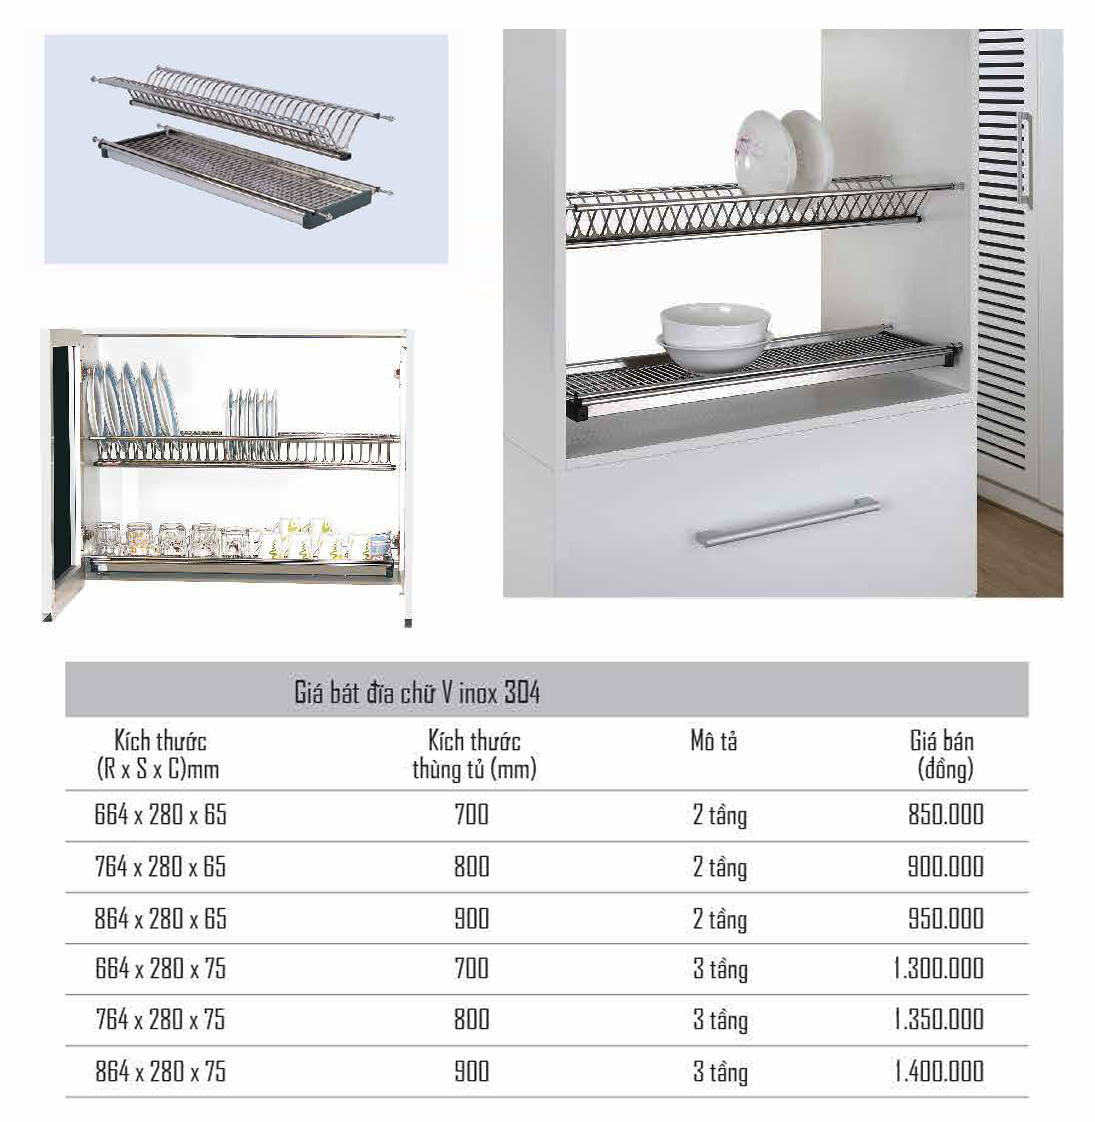 Giá bát đĩa chữ V inox 304
Kích thước
(R x S x C)mm
Kích thước
thùng tủ (mm)
Mô tả
Giá bán
(đồng)
664 x 280 x 65 700 2 tầng 850.000
764 x 280 x 65 800 2 tầng 900.000
864 x 280 x 65 900 2 tầng 950.000
664 x 280 x 75 700 3 tầng 1.300.000
764 x 280 x 75 800 3 tầng 1.350.000
864 x 280 x 75 900 3 tầng 1.400.000